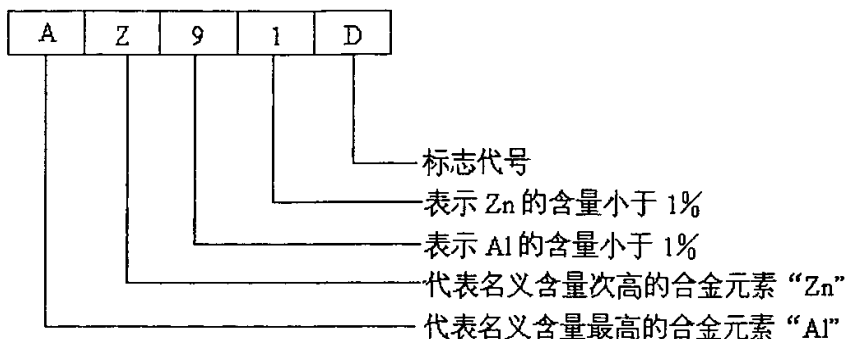 A Z 9 1 D
标志代号
表示 Zn 的含量小于 1%
表示 Al 的含量小于 1%
代表名义含量次高的合金元素“Zn”
代表名义含量最高的合金元素“Al”